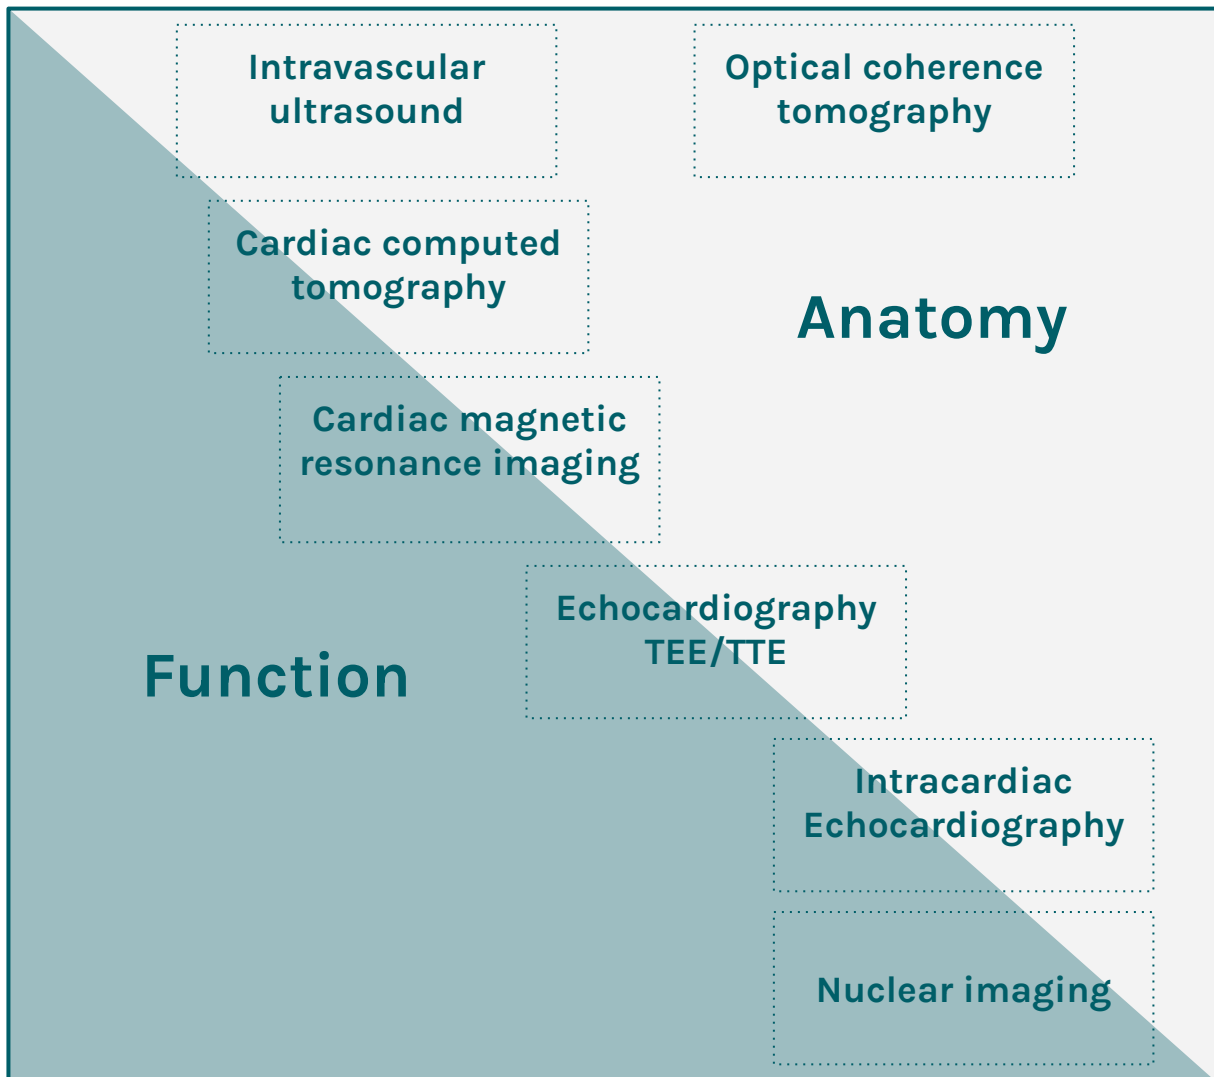 Intravascular
ultrasound
Optical coherence
tomography
Cardiac computed
tomography
Anatomy
Cardiac magnetic
resonance imaging
Echocardiography
TEE/TTE
Function
Intracardiac
Echocardiography
Nuclear imaging